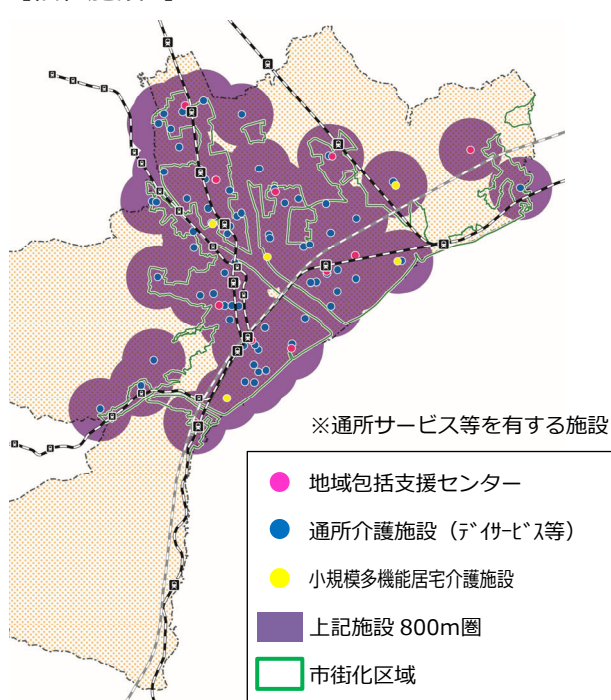 ※通所サービス等を有する施設
地域包括支援センター
通所介護施設（ﾃﾞｲｻｰﾋﾞｽ等）
小規模多機能居宅介護施設
上記施設 800m圏
市街化区域